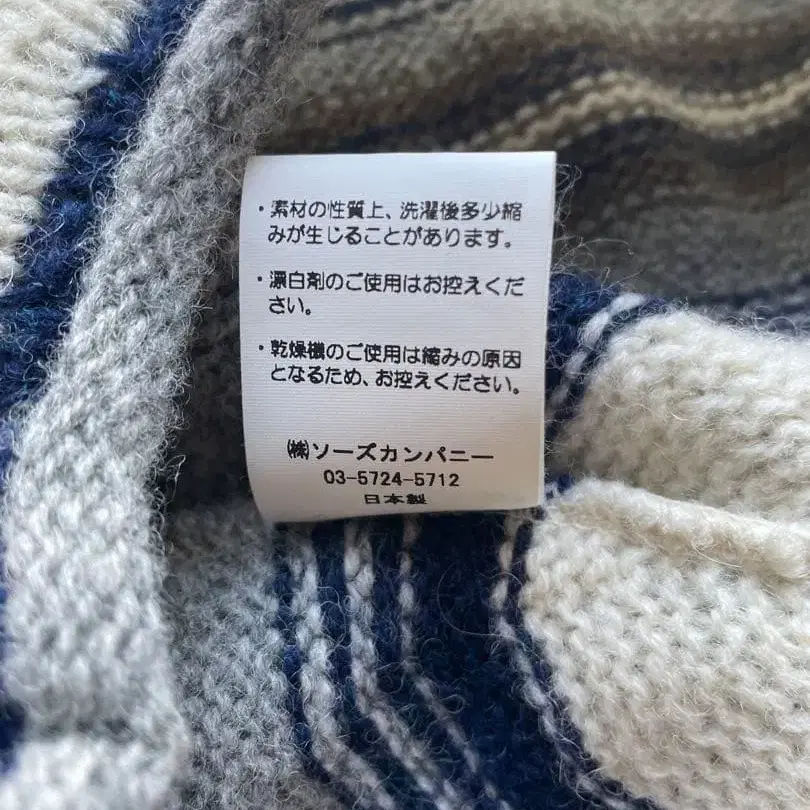 ・素材の性質上、洗濯後多少縮
みが生じることがあります。
・漂白剤のご使用はお控えくだ
さい。
・乾燥機のご使用は縮みの原因
となるため、お控えください。
㈱ソーズカンパニー
03-5724-5712
日本製